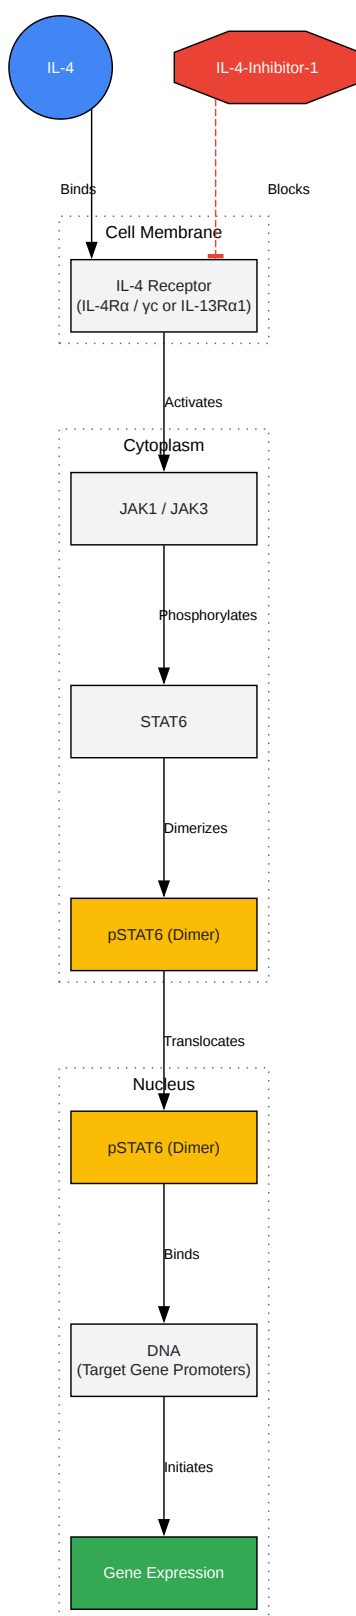 IL-4
IL-4-Inhibitor-1
Binds
Blocks
Cell Membrane
IL-4 Receptor
(IL-4Rα / γc or IL-13Rα1)
Activates
Cytoplasm
JAK1 / JAK3
Phosphorylates
STAT6
Dimerizes
pSTAT6 (Dimer)
Translocates
Nucleus
pSTAT6 (Dimer)
Binds
DNA
(Target Gene Promoters)
Initiates
Gene Expression